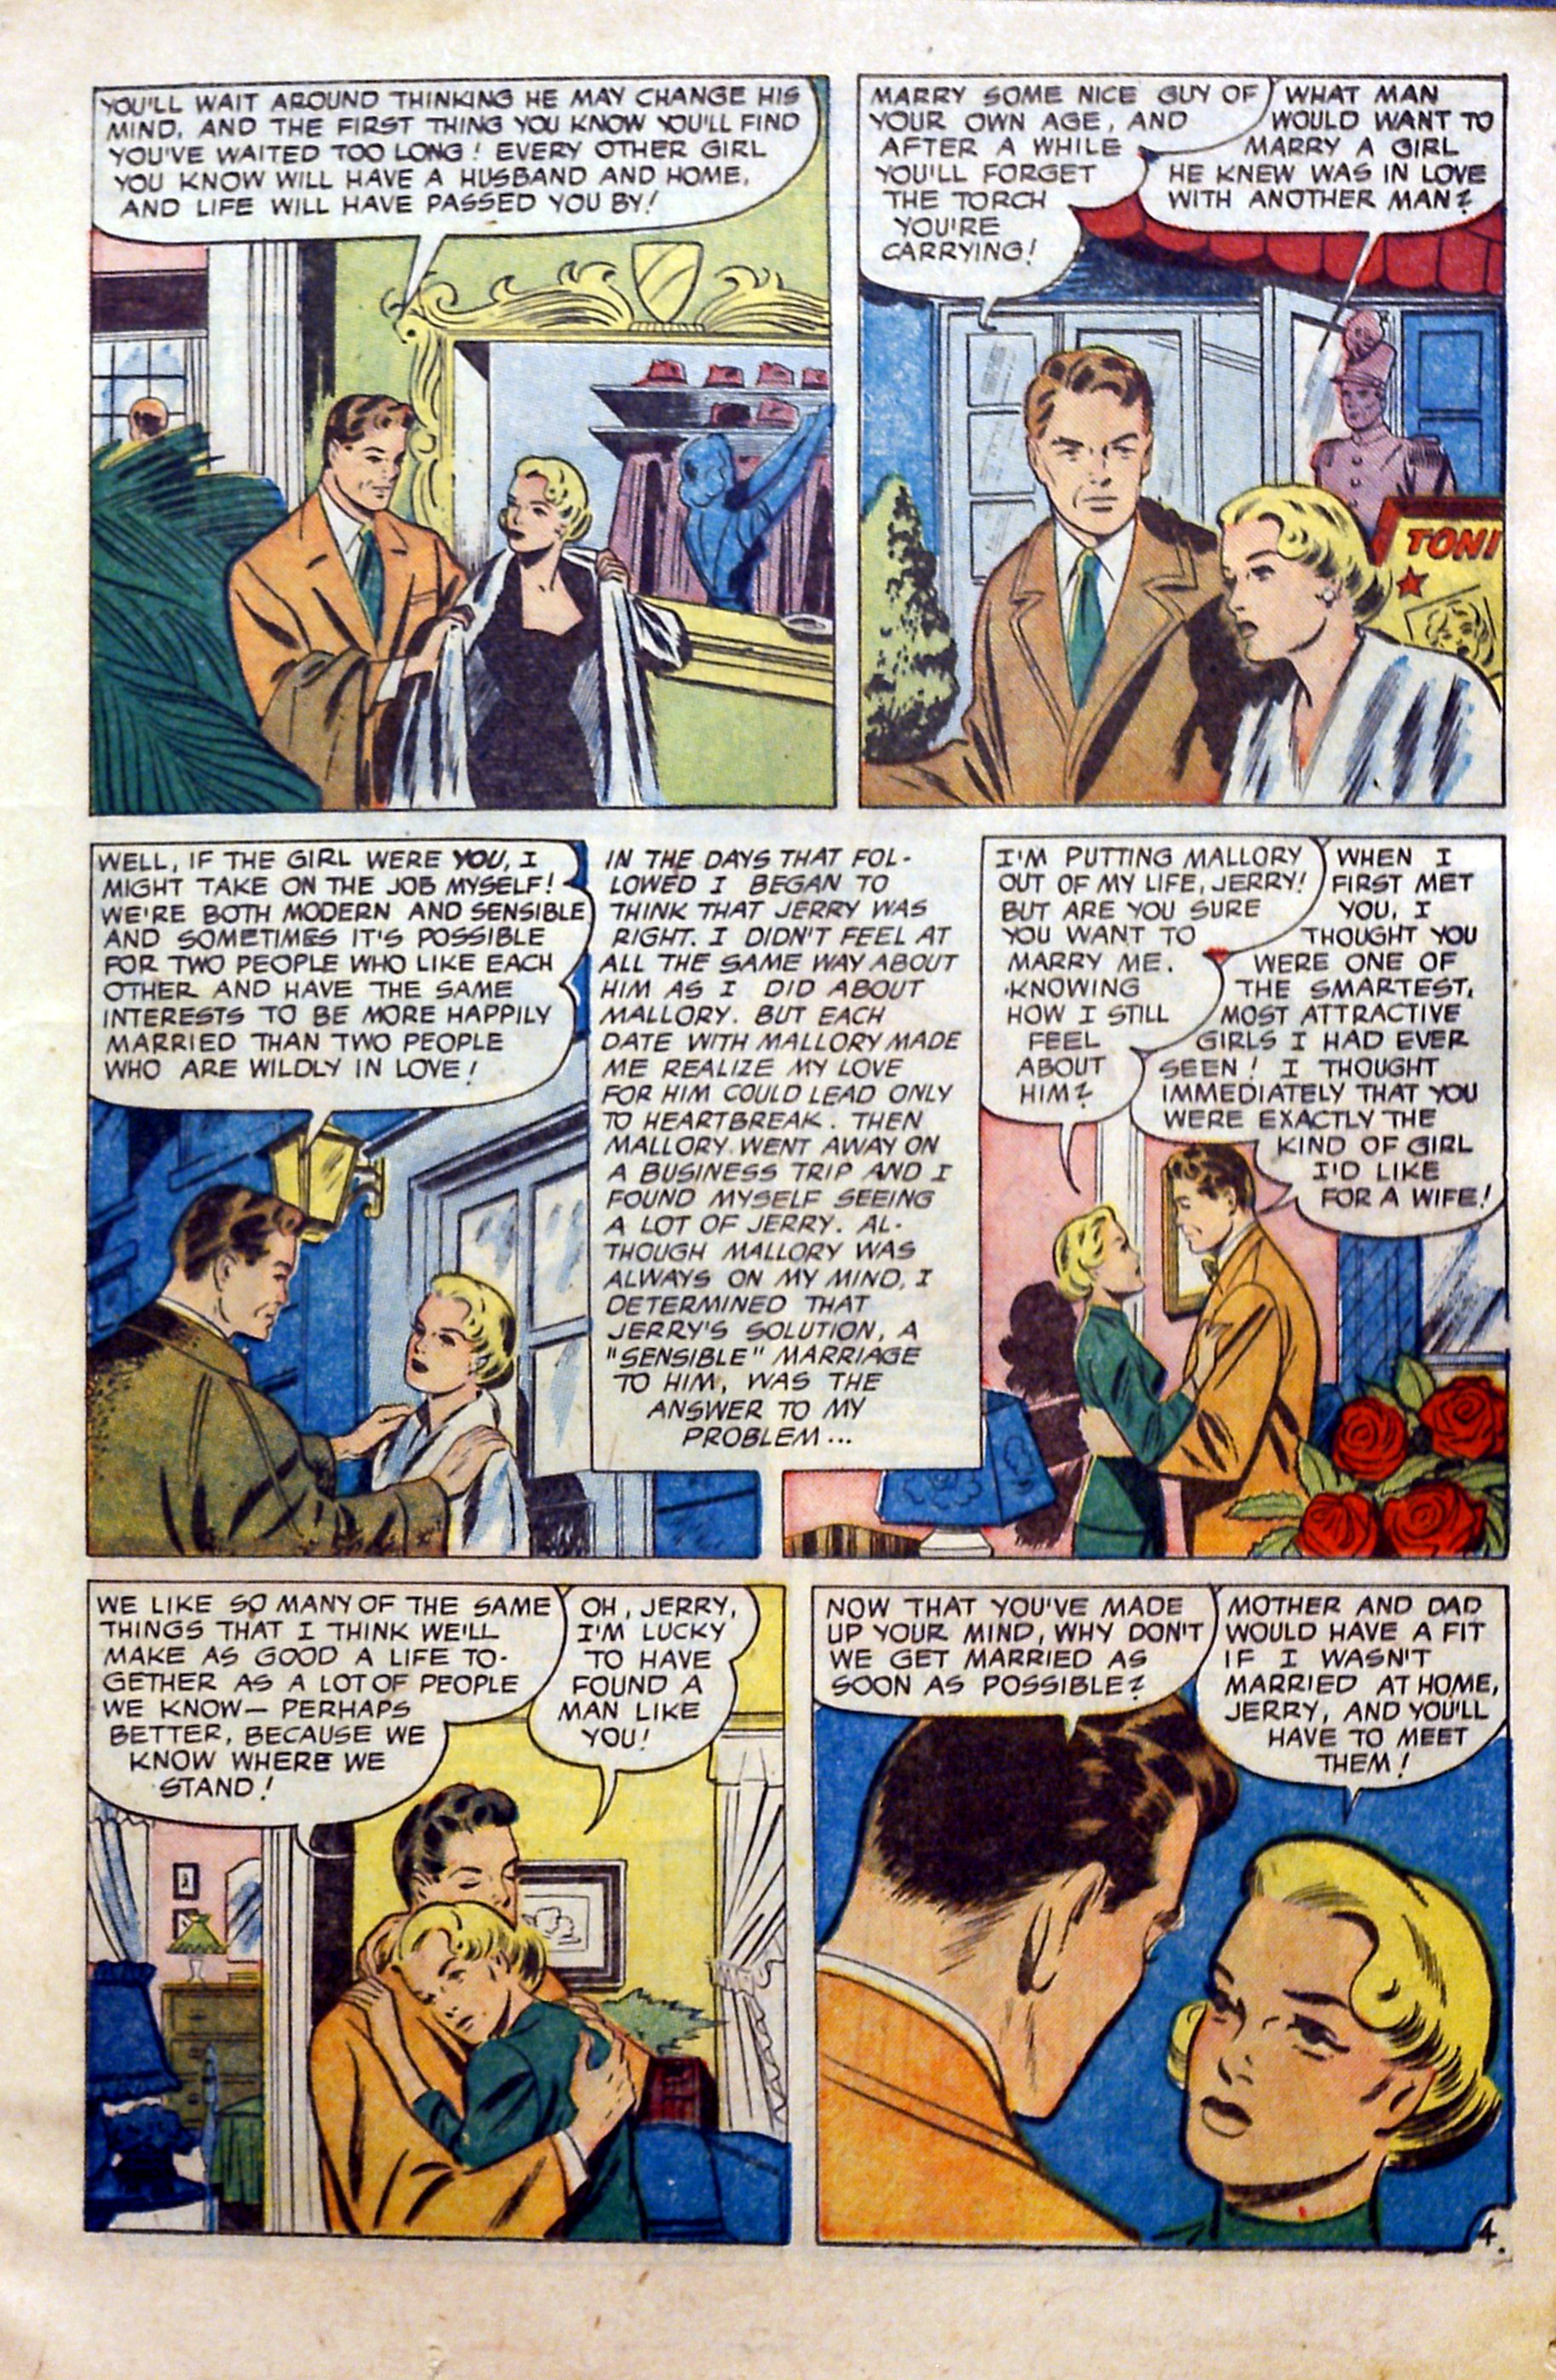 YOU'LL WAIT AROUND THINKING HE MAY CHANGE HIS
MIND, AND THE FIRST THING YOU KNOW YOU'LL FIND
YOU'VE WAITED TOO LONG! EVERY OTHER GIRL
YOU KNOW WILL HAVE A HUSBAND AND HOME,
AND LIFE WILL HAVE PASSED YOU BY!
MARRY SOME NICE GUY OF
YOUR OWN AGE, AND
AFTER A WHILE
YOU'LL FORGET
THE TORCH
YOU'RE
CARRYING!
WHAT MAN
WOULD WANT TO
MARRY A GIRL
HE KNEW WAS IN LOVE
WITH ANOTHER MAN?
TONI
WELL, IF THE GIRL WERE YOU, I
MIGHT TAKE ON THE JOB MYSELF!
WE'RE BOTH MODERN AND SENSIBLE
AND SOMETIMES IT'S POSSIBLE
FOR TWO PEOPLE WHO LIKE EACH
OTHER AND HAVE THE SAME
INTERESTS TO BE MORE HAPPILY
MARRIED THAN TWO PEOPLE
WHO ARE WILDLY IN LOVE!
IN THE DAYS THAT FOL-
LOWED I BEGAN TO
THINK THAT JERRY WAS
RIGHT. I DIDN'T FEEL AT
ALL THE SAME WAY ABOUT
HIM AS I DID ABOUT
MALLORY. BUT EACH
DATE WITH MALLORY MADE
ME REALIZE MY LOVE
FOR HIM COULD LEAD ONLY
TO HEARTBREAK. THEN
MALLORY WENT AWAY ON
A BUSINESS TRIP AND I
FOUND MYSELF SEEING
A LOT OF JERRY. AL-
THOUGH MALLORY WAS
ALWAYS ON MY MIND, I
DETERMINED THAT
JERRY'S SOLUTION, A
"SENSIBLE" MARRIAGE
TO HIM, WAS THE
ANSWER TO MY
PROBLEM...
I'M PUTTING MALLORY
OUT OF MY LIFE, JERRY!
BUT ARE YOU SURE
YOU WANT TO
MARRY ME.
KNOWING
HOW I STILL
FEEL
ABOUT
HIM?
WHEN I
FIRST MET
YOU, I
THOUGHT YOU
WERE ONE OF
THE SMARTEST,
MOST ATTRACTIVE
GIRLS I HAD EVER
SEEN! I THOUGHT
IMMEDIATELY THAT YOU
WERE EXACTLY THE
KIND OF GIRL
I'D LIKE
FOR A WIFE!
WE LIKE SO MANY OF THE SAME
THINGS THAT I THINK WE'LL
MAKE AS GOOD A LIFE TO-
GETHER AS A LOT OF PEOPLE
WE KNOW— PERHAPS
BETTER, BECAUSE WE
KNOW WHERE WE
STAND!
OH, JERRY,
I'M LUCKY
TO HAVE
FOUND A
MAN LIKE
YOU!
NOW THAT YOU'VE MADE
UP YOUR MIND, WHY DON'T
WE GET MARRIED AS
SOON AS POSSIBLE?
MOTHER AND DAD
WOULD HAVE A FIT
IF I WASN'T
MARRIED AT HOME,
JERRY, AND YOU'LL
HAVE TO MEET
THEM!
4.